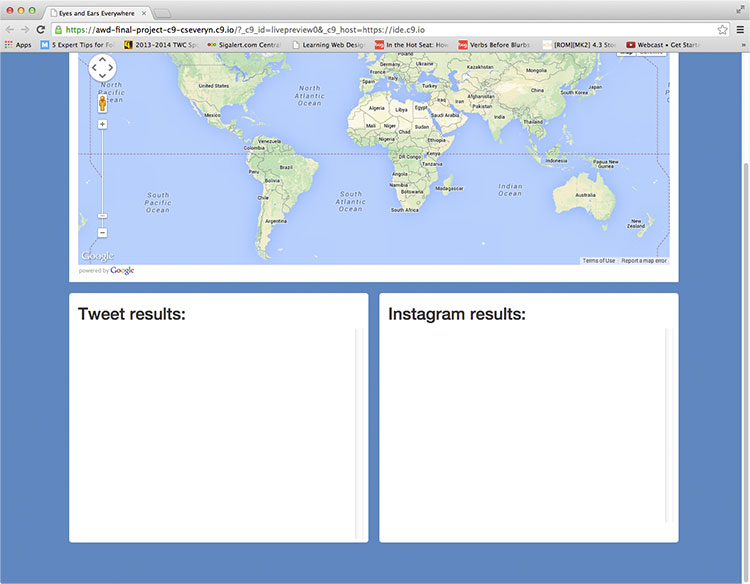 Eyes and Ears Everywhere
https://awd-final-project-c9-cseveryn.c9.io/?_c9_id=livepreview0&_c9_host=https://ide.c9.io
Apps 5 Expert Tips for Fo 2013-2014 TWC Spo Sigalert.com Central Learning Web Design In the Hot Seat: How Verbs Before Blurbs [ROM][MK2] 4.3 Stoc Webcast • Get Starte
Poland
Germany Ukraine
Kazakhstan
France
Mongolia
Italy
North
Pacific
Ocean
United States
North
Atlantic
Ocean
Spain
Turkey
Afghanistan
China
South Korea
Japan
Iraq Iran
Pakistan
Algeria Libya Egypt
Saudi Arabia
Mexico
India
Mali Niger Chad Sudan
Thailand
Venezuela
Ethiopia
Colombia
DR Congo Kenya
Indonesia
Papua New
Guinea
Tanzania
Peru Brazil
Bolivia
Angola
Namibia
Botswana
Madagascar
South
Pacific
Ocean
Chile
South
Atlantic
Ocean
Indian
Ocean
Australia
South Africa
Argentina
New
Zealand
Google
Terms of Use Report a map error
powered by Google
Tweet results:
Instagram results: